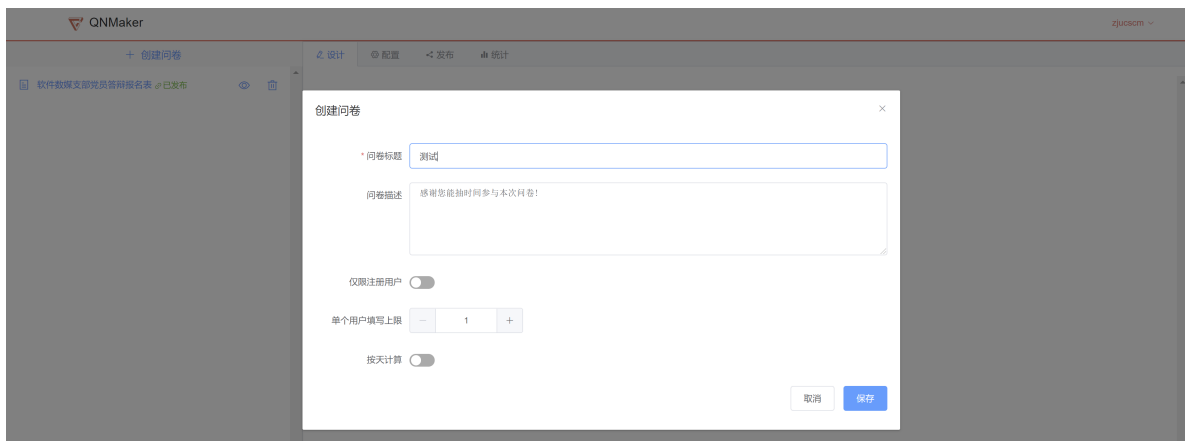 QNMaker
zjucacm
创建问卷
设计 配置 发布 统计
软件数媒支部党员答辩报名表 已发布
创建问卷
* 问卷标题 测试
问卷描述 感谢您能抽时间参与本次问卷!
仅限注册用户
单个用户填写上限 1
按天计算
取消 保存